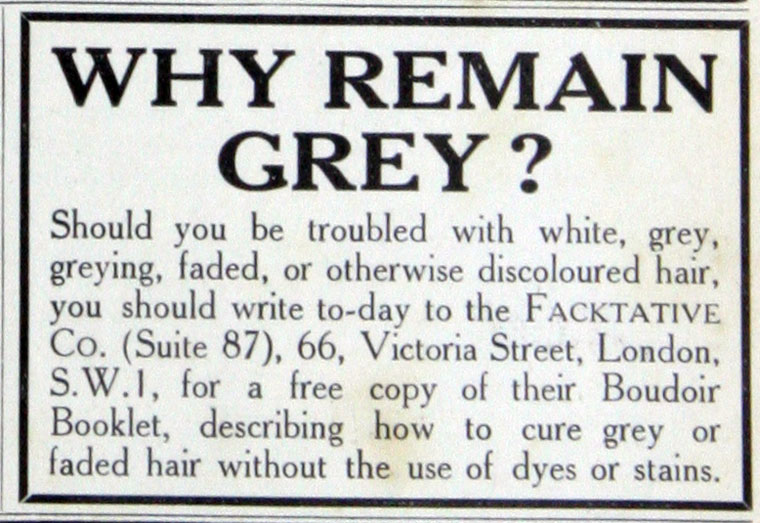 WHY REMAIN
GREY?
Should you be troubled with white, grey,
greying, faded, or otherwise discoloured hair,
you should write to-day to the FACKTATIVE
CO. (Suite 87), 66, Victoria Street, London,
S.W.1, for a free copy of their Boudoir
Booklet, describing how to cure grey or
faded hair without the use of dyes or stains.